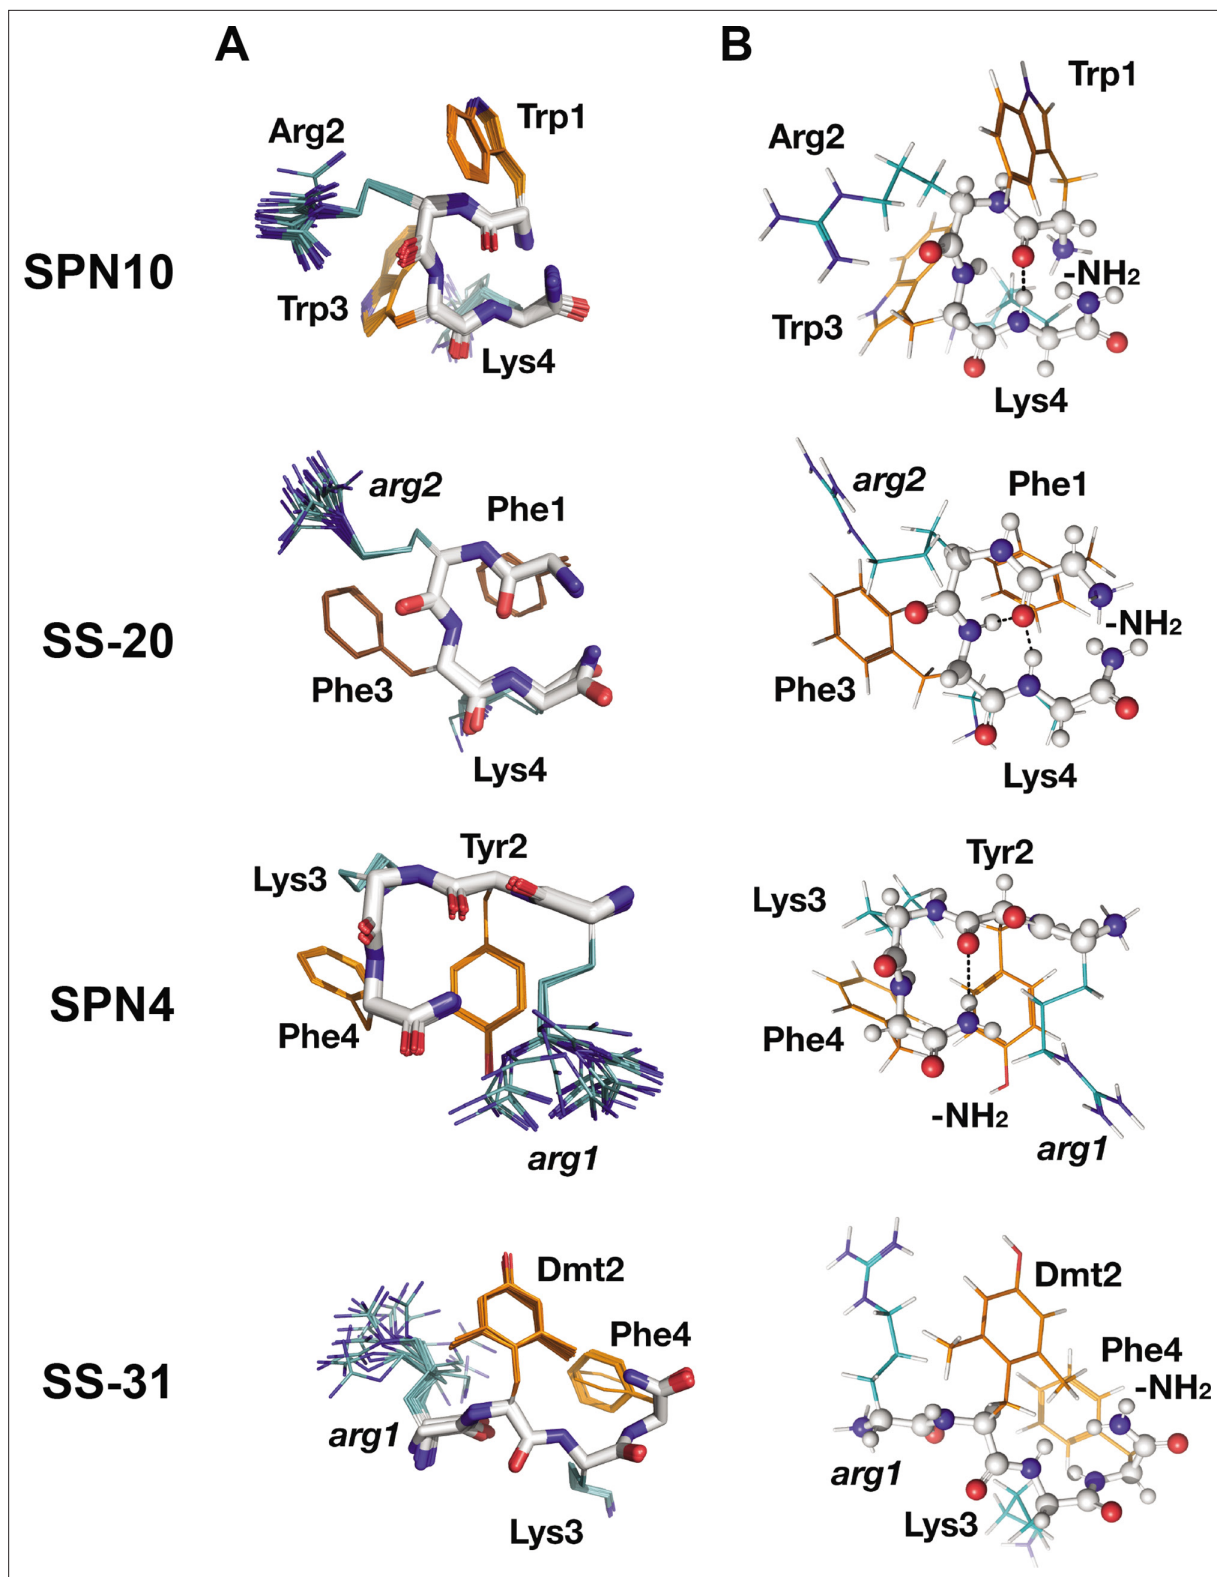 A
B
Trp1
Arg2
Trp3
Lys4
SPN10
Trp1
Arg2
-NH2
Trp3
Lys4
arg2
Phe1
SS-20
Phe3
Lys4
arg2
Phe1
-NH2
Phe3
Lys4
Tyr2
Lys3
SPN4
Phe4
arg1
Tyr2
Lys3
Phe4
-NH2
arg1
Dmt2
Phe4
SS-31
arg1
Lys3
Dmt2
Phe4
-NH2
arg1
Lys3